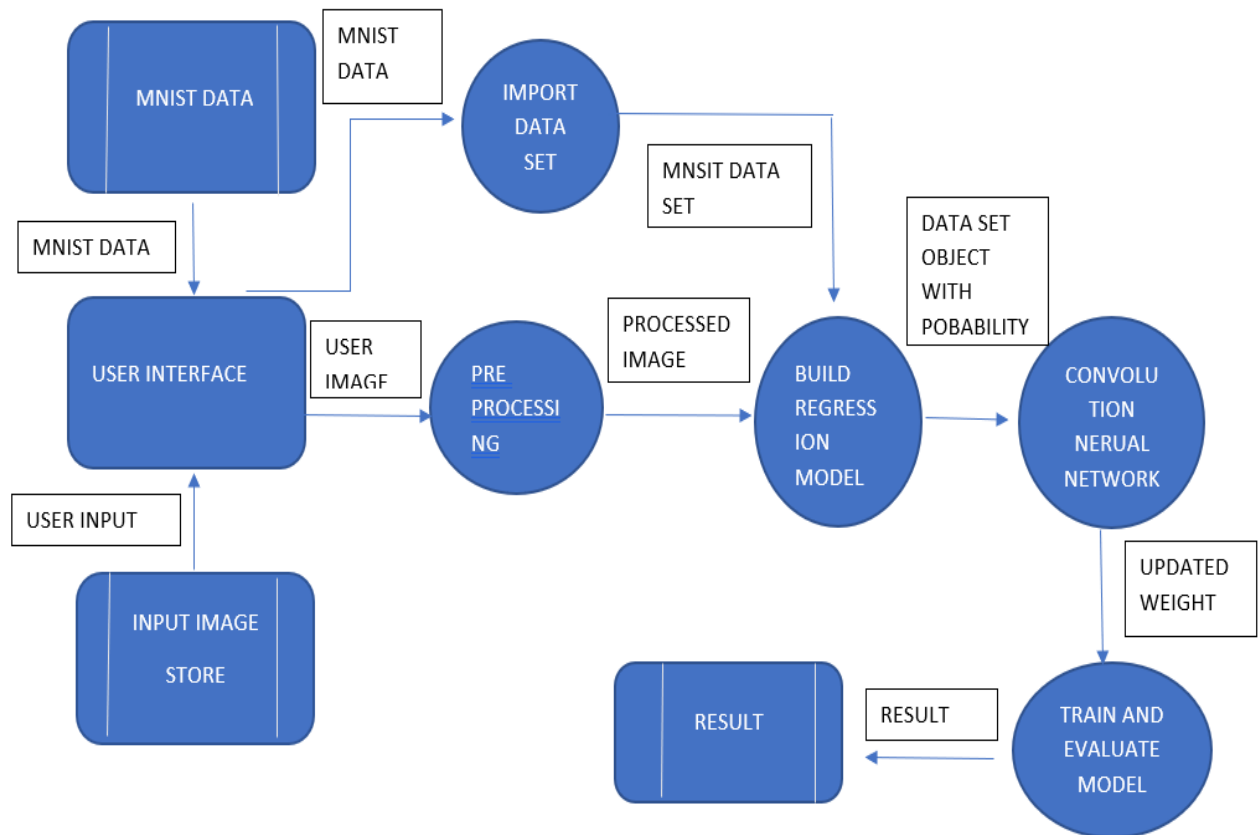 MNIST DATA
MNIST
DATA
IMPORT
DATA
SET
MNSIT DATA
SET
MNIST DATA
DATA SET
OBJECT
WITH
POBABILITY
USER INTERFACE
USER
IMAGE
PRE
PROCESSI
NG
PROCESSED
IMAGE
BUILD
REGRESS
ION
MODEL
CONVOLU
TION
NERUAL
NETWORK
USER INPUT
UPDATED
WEIGHT
INPUT IMAGE
STORE
RESULT
RESULT
TRAIN AND
EVALUATE
MODEL